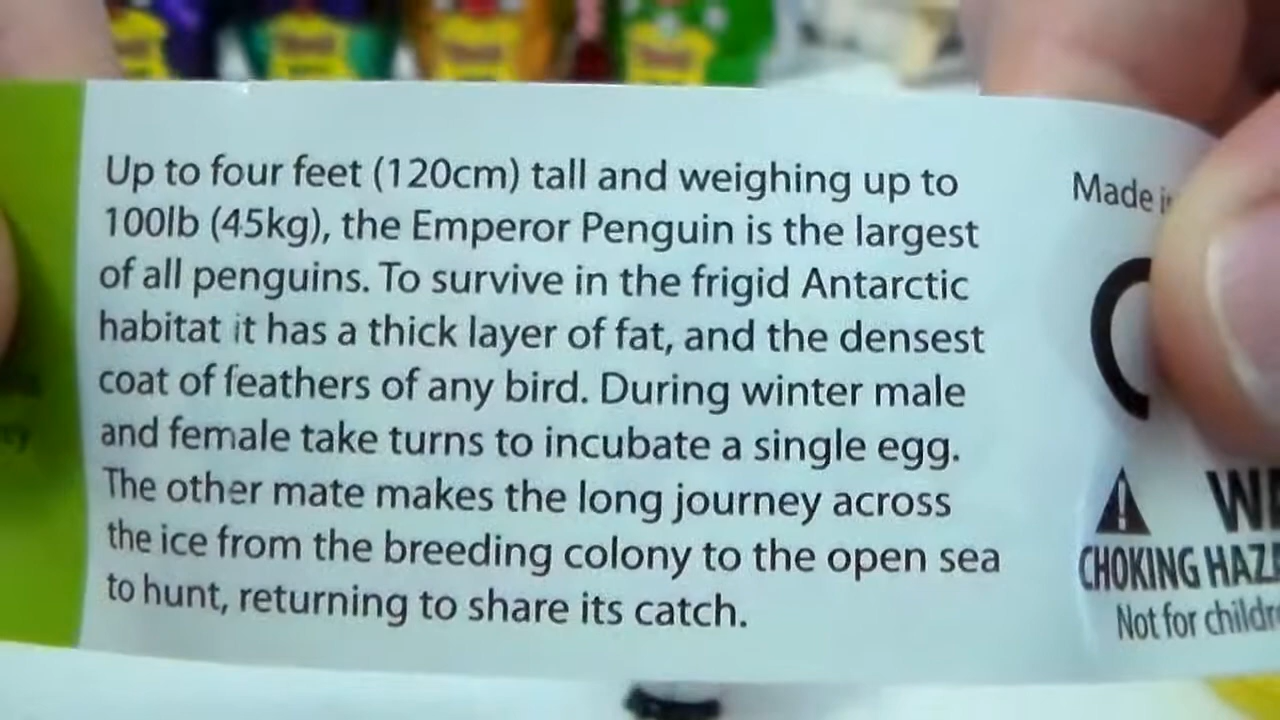 Up to four feet (120cm) tall and weighing up to
100lb (45kg), the Emperor Penguin is the largest
of all penguins. To survive in the frigid Antarctic
habitat it has a thick layer of fat, and the densest
coat of feathers of any bird. During winter male
and female take turns to incubate a single egg.
The other mate makes the long journey across
the ice from the breeding colony to the open sea
to hunt, returning to share its catch.
Made
CHOKING
Not for